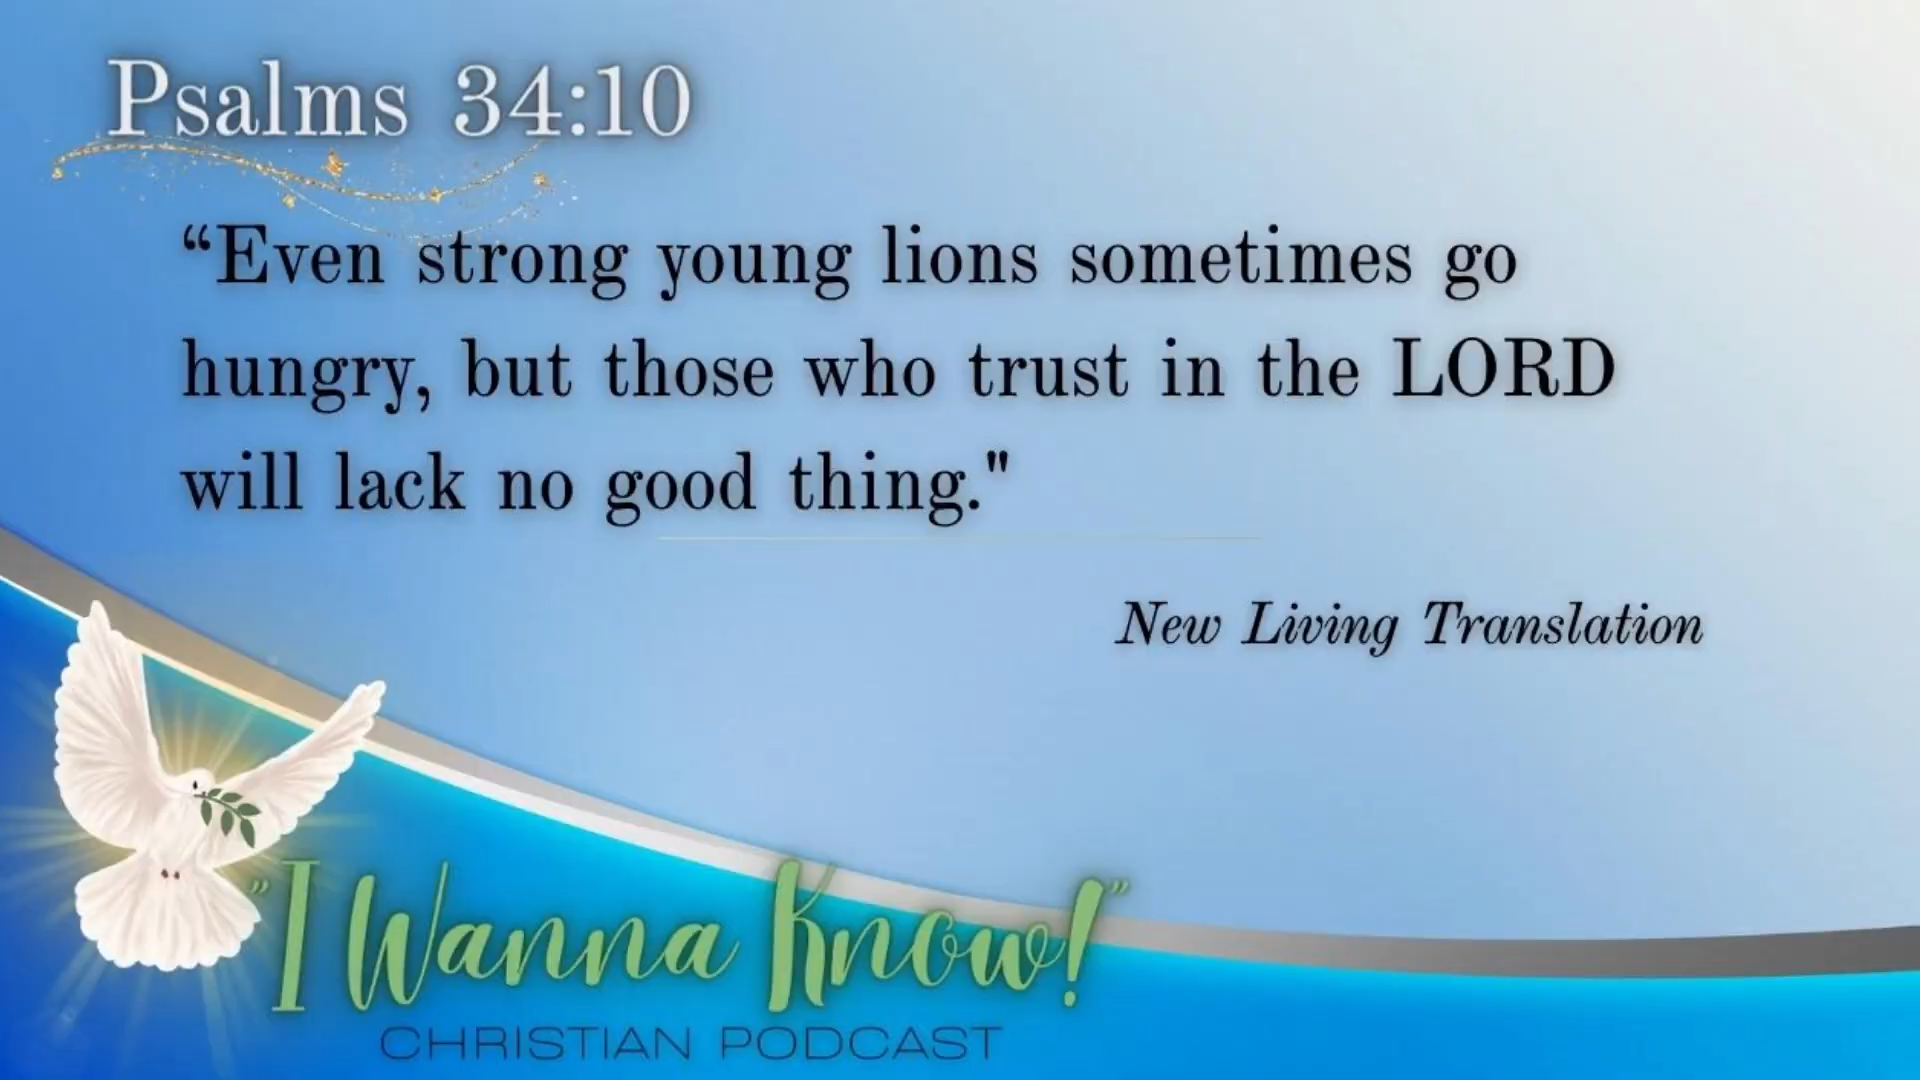 Psalms 34:10
“Even strong young lions sometimes go
hungry, but those who trust in the LORD
will lack no good thing."
New Living Translation
"I Wanna Know!"
CHRISTIAN PODCAST